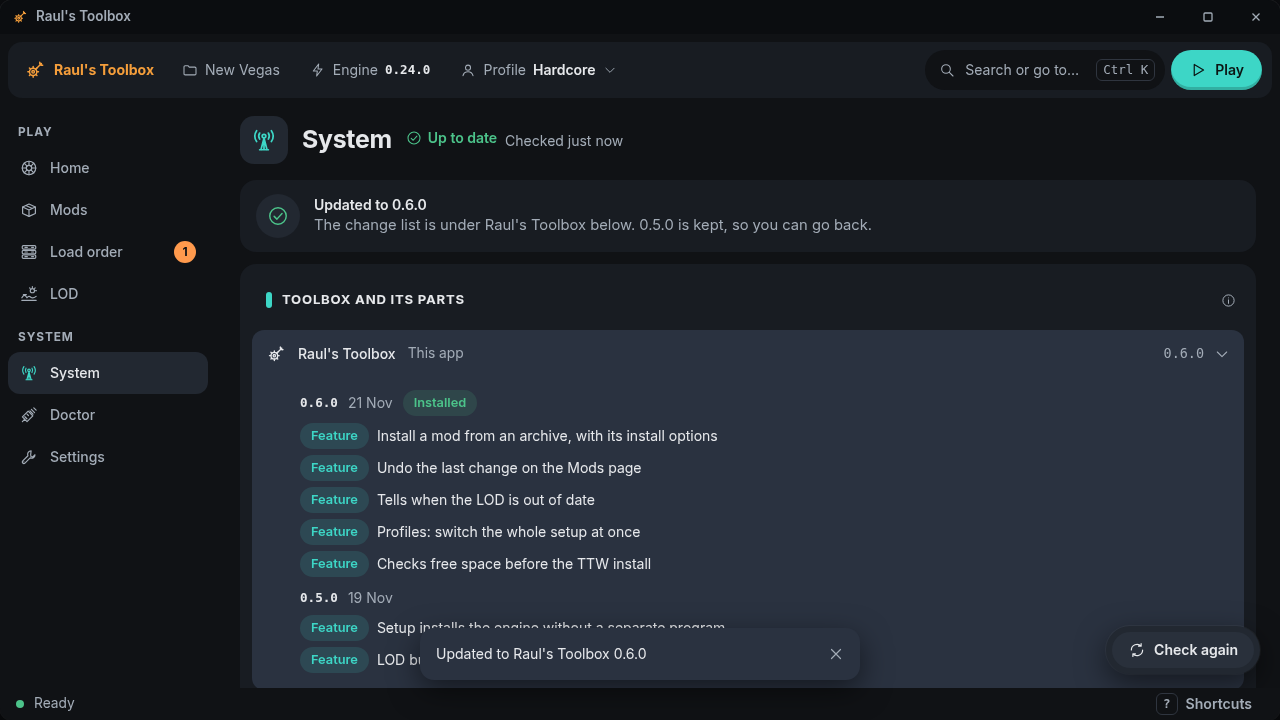 Raul's Toolbox
Raul's Toolbox
New Vegas
Engine 0.24.0
Profile Hardcore
Search or go to... Ctrl K
Play
PLAY
Home
Mods
Load order 1
LOD
SYSTEM
System
Doctor
Settings
System Up to date Checked just now
Updated to 0.6.0
The change list is under Raul's Toolbox below. 0.5.0 is kept, so you can go back.
TOOLBOX AND ITS PARTS
Raul's Toolbox This app 0.6.0
0.6.0 21 Nov Installed
Feature Install a mod from an archive, with its install options
Feature Undo the last change on the Mods page
Feature Tells when the LOD is out of date
Feature Profiles: switch the whole setup at once
Feature Checks free space before the TTW install
0.5.0 19 Nov
Feature Setup installs the engine without a separate program
Feature LOD
Updated to Raul's Toolbox 0.6.0
Check again
Ready
? Shortcuts